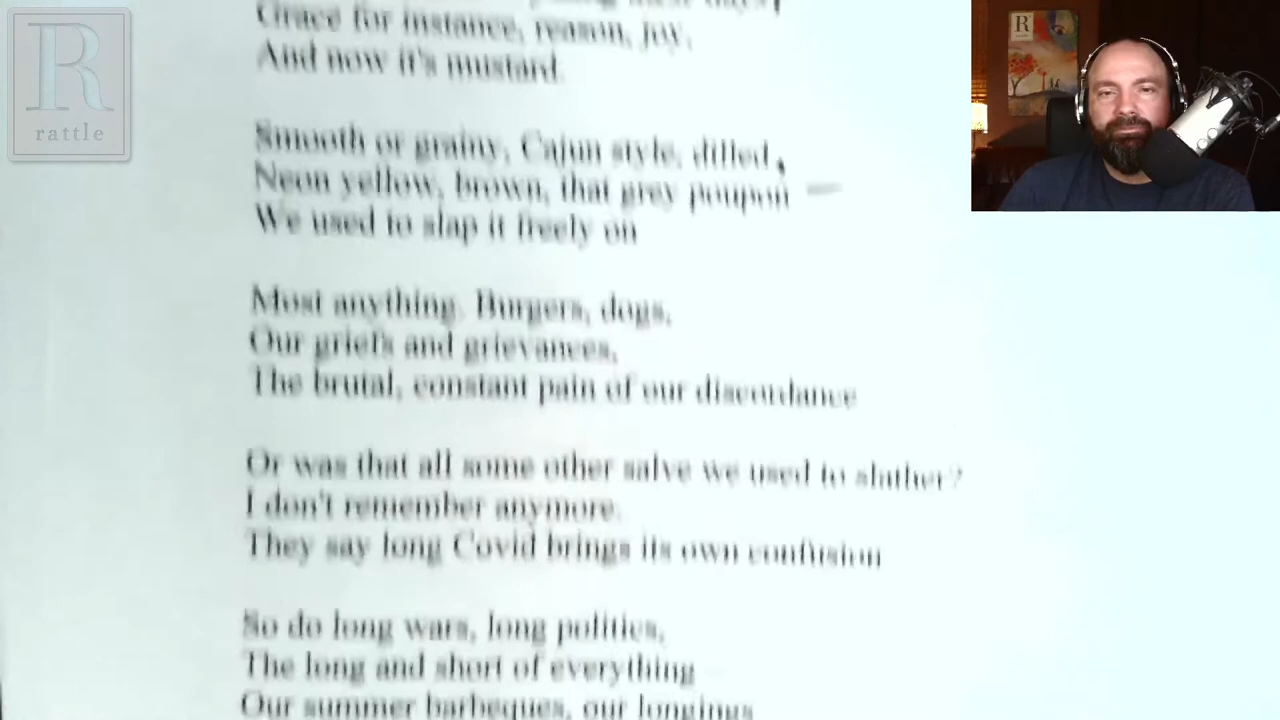 R
rattle
these days,
Grace for instance, reason, joy,
And now it's mustard.
Smooth or grainy, Cajun style, dilled,
Neon yellow, brown, that grey poupon —
We used to slap it freely on
Most anything. Burgers, dogs,
Our griefs and grievances,
The brutal, constant pain of our discordance
Or was that all some other salve we used to slather?
I don't remember anymore.
They say long Covid brings its own confusion
So do long wars, long politics,
The long and short of everything
Our summer barbeques, our longings
R